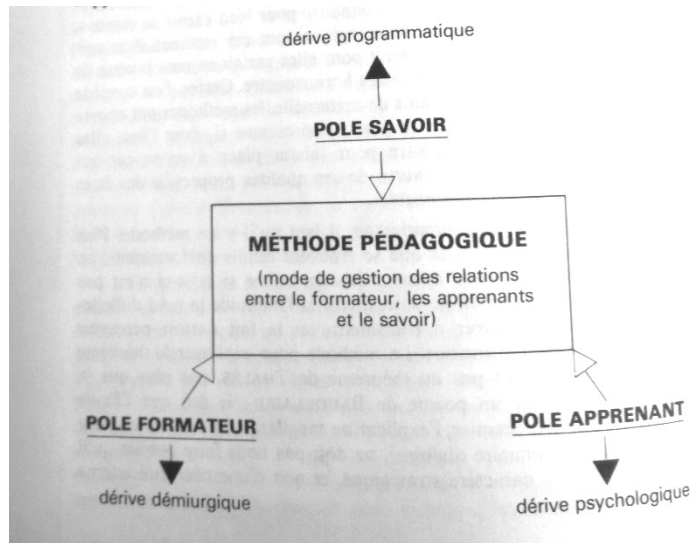 dérive programmatique
POLE SAVOIR
MÉTHODE PÉDAGOGIQUE
(mode de gestion des relations
entre le formateur, les apprenants
et le savoir)
POLE FORMATEUR
POLE APPRENANT
dérive démiurgique
dérive psychologique